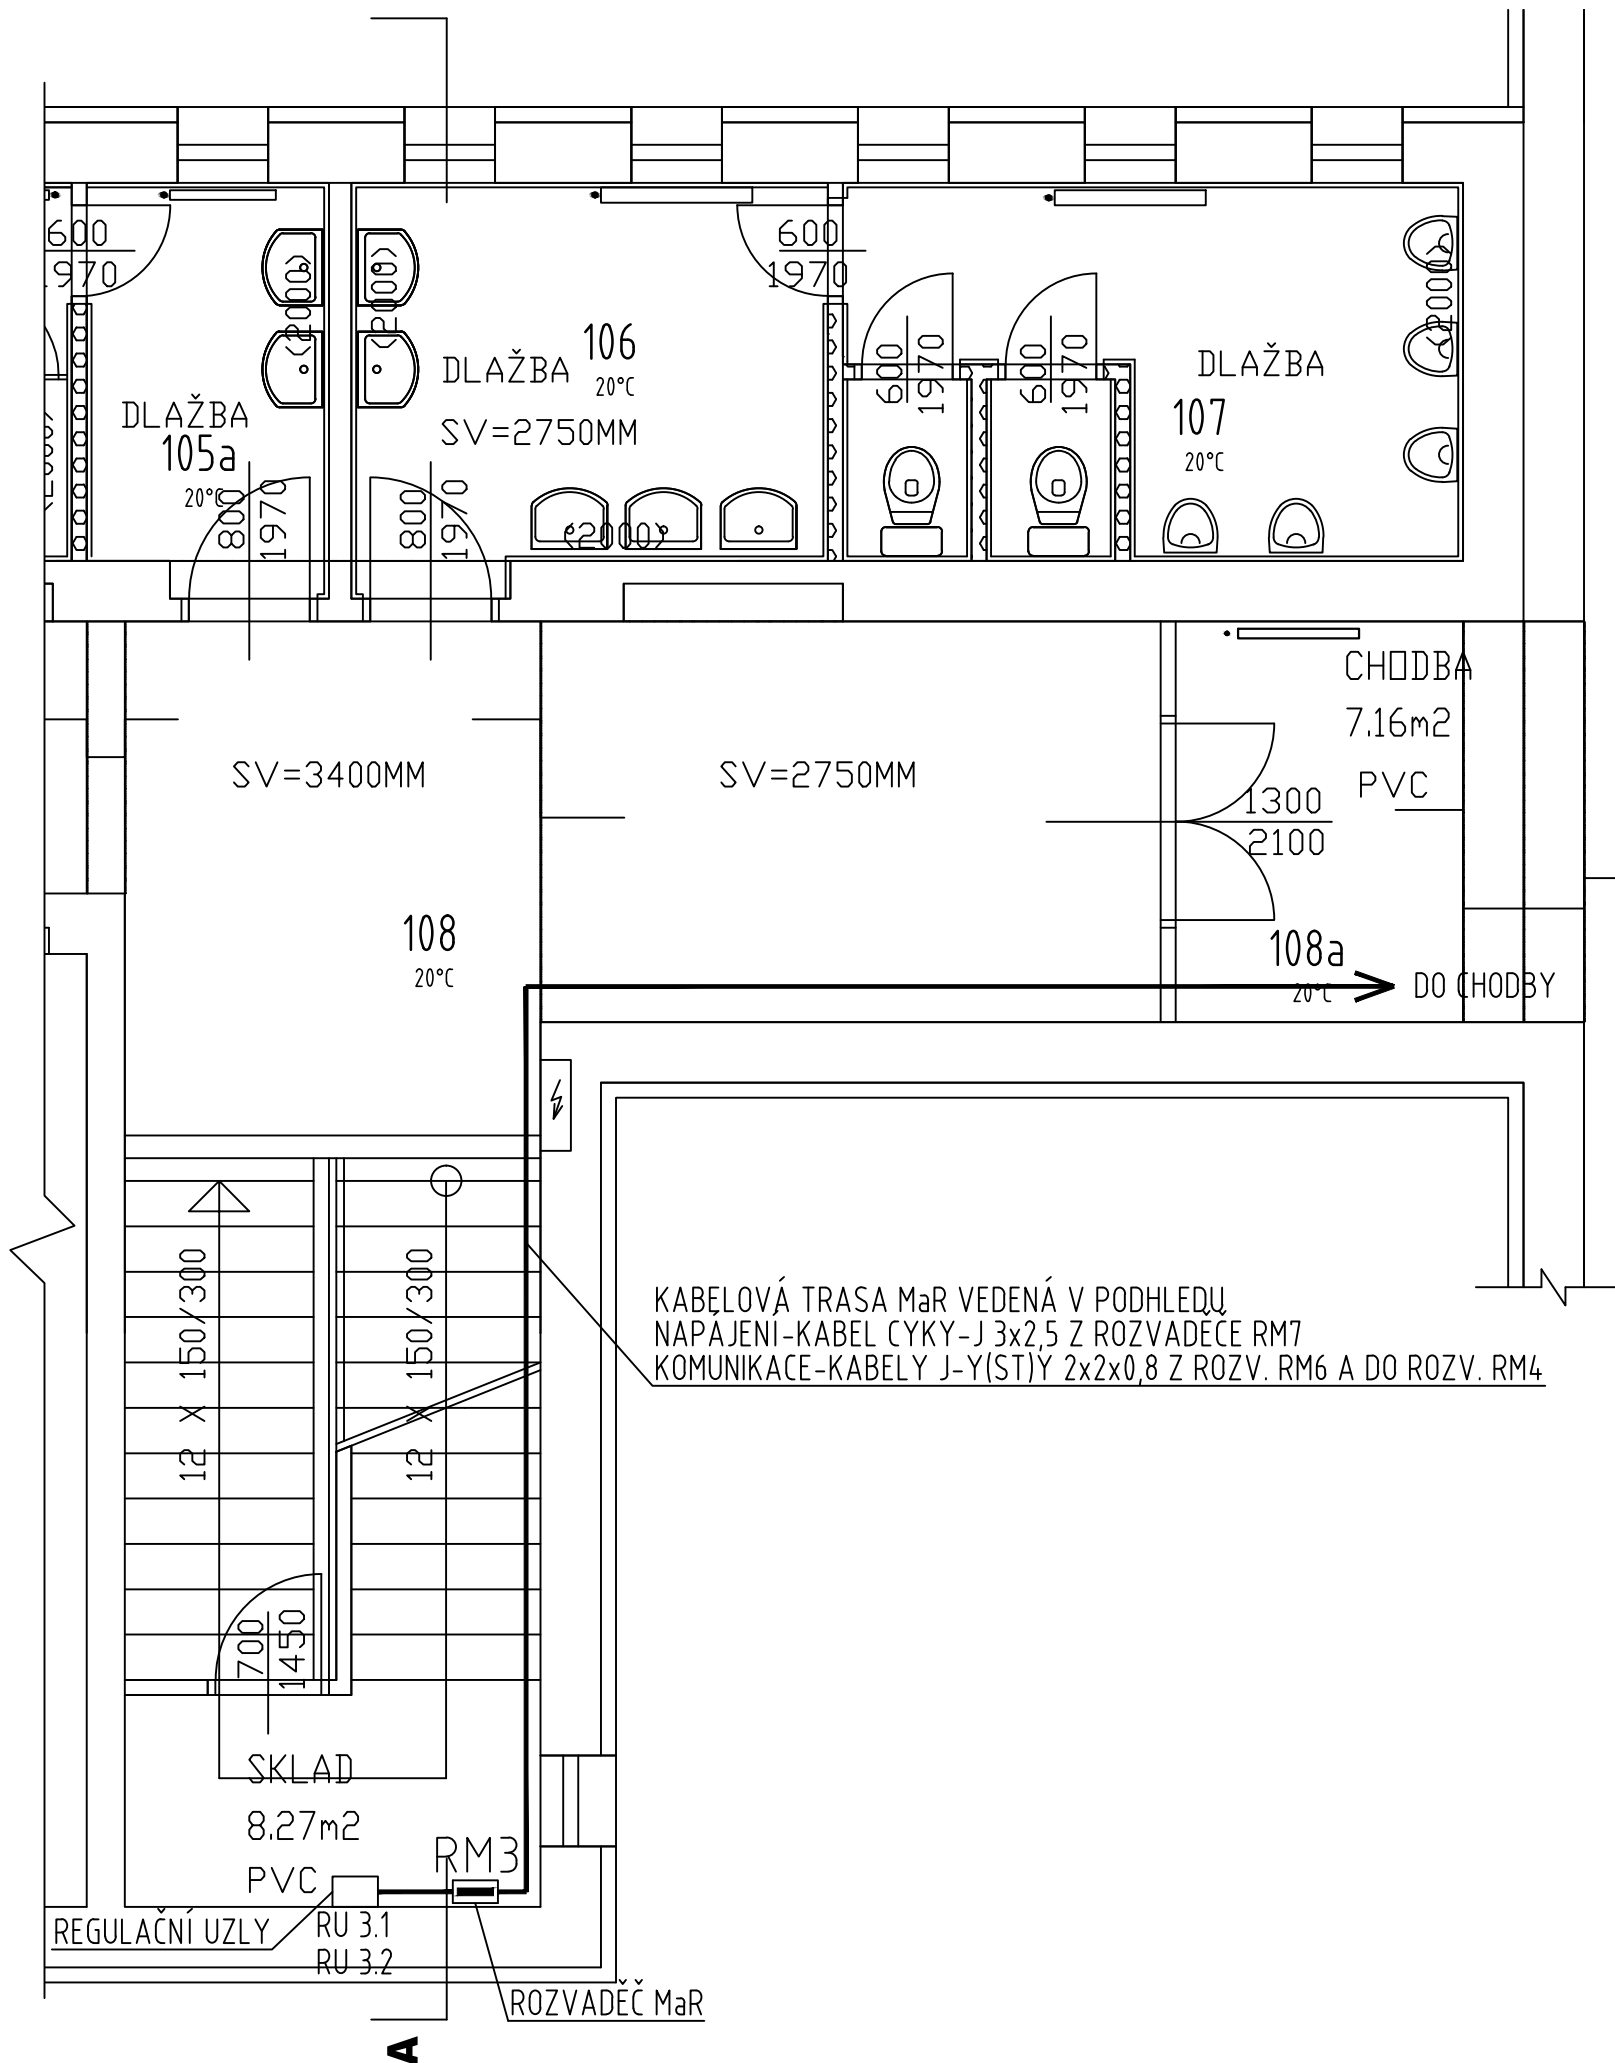 600
1970
(2000)
(2000)
600
1970
(2000)
106
20°C
DLAŽBA
SV=2750MM
DLAŽBA
105a
20°C
600
1970
600
1970
DLAŽBA
107
20°C
800
1970
800
1970
(2000)
CHODBA
7.16m2
PVC
SV=3400MM
SV=2750MM
1300
2100
108
20°C
108a
20°C
DO CHODBY
12 X 150/300
12 X 150/300
KABELOVÁ TRASA MaR VEDENÁ V PODHLEDU
NAPÁJENÍ-KABEL CYKY-J 3x2,5 Z ROZVADĚČE RM7
KOMUNIKACE-KABELY J-Y(ST)Y 2x2x0,8 Z ROZV. RM6 A DO ROZV. RM4
700
1450
SKLAD
8.27m2
PVC
RM3
REGULAČNÍ UZLY
RU 3.1
RU 3.2
ROZVADĚČ MaR
A